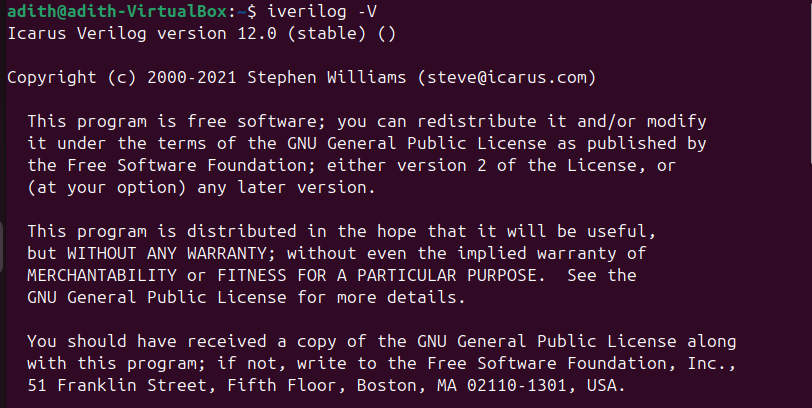 adith@adith-VirtualBox:~$ iverilog -V
Icarus Verilog version 12.0 (stable) ()
Copyright (c) 2000-2021 Stephen Williams (steve@icarus.com)
This program is free software; you can redistribute it and/or modify
it under the terms of the GNU General Public License as published by
the Free Software Foundation; either version 2 of the License, or
(at your option) any later version.
This program is distributed in the hope that it will be useful,
but WITHOUT ANY WARRANTY; without even the implied warranty of
MERCHANTABILITY or FITNESS FOR A PARTICULAR PURPOSE.  See the
GNU General Public License for more details.
You should have received a copy of the GNU General Public License along
with this program; if not, write to the Free Software Foundation, Inc.,
51 Franklin Street, Fifth Floor, Boston, MA 02110-1301, USA.